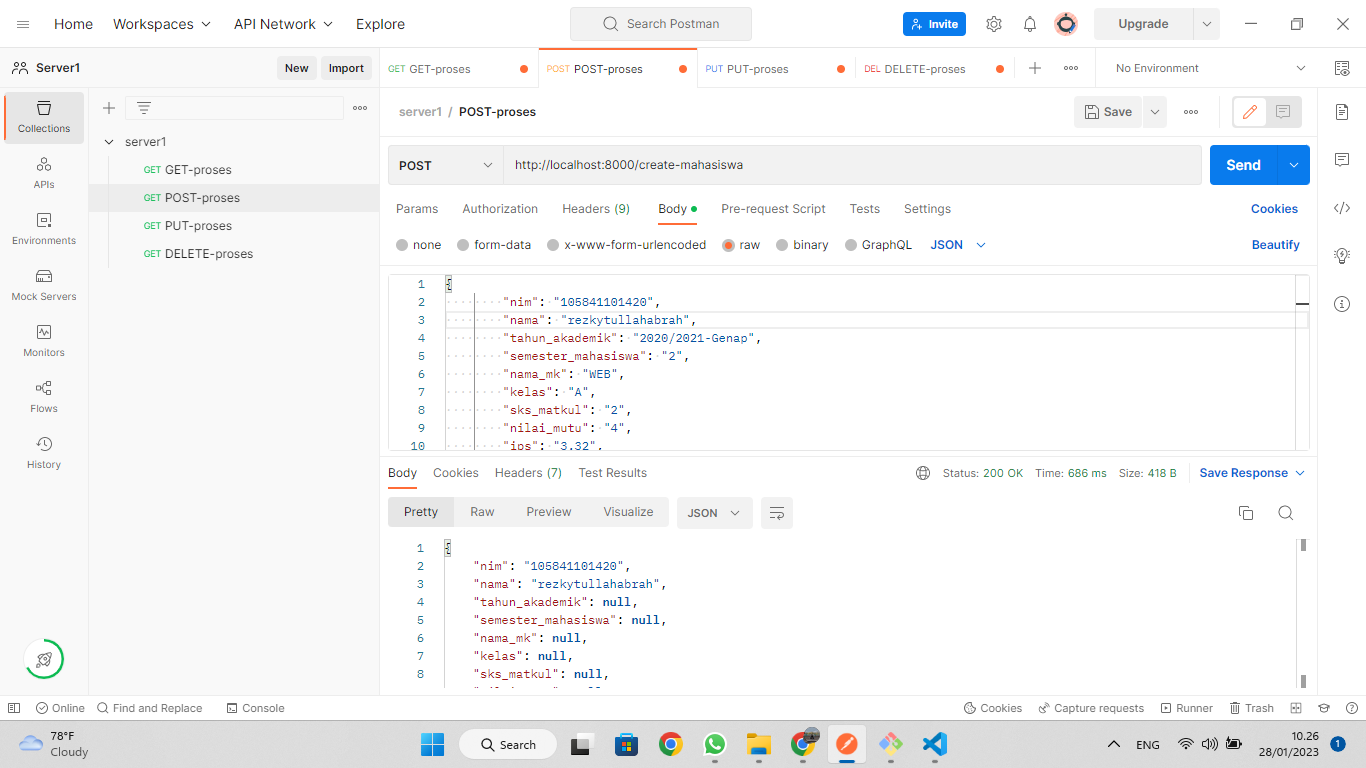 Home Workspaces API Network Explore Search Postman Invite Upgrade
Server1 New Import GET GET-proses POST POST-proses PUT PUT-proses DEL DELETE-proses No Environment
Collections
APIs
Environments
Mock Servers
Monitors
Flows
History
server1
GET GET-proses
GET POST-proses
GET PUT-proses
GET DELETE-proses
server1 / POST-proses Save
POST http://localhost:8000/create-mahasiswa Send
Params Authorization Headers (9) Body Pre-request Script Tests Settings Cookies
none form-data x-www-form-urlencoded raw binary GraphQL JSON Beautify
1 {
2 "nim": "105841101420",
3 "nama": "rezkytullahabrah",
4 "tahun_akademik": "2020/2021-Genap",
5 "semester_mahasiswa": "2",
6 "nama_mk": "WEB",
7 "kelas": "A",
8 "sks_matkul": "2",
9 "nilai_mutu": "4",
10 "ips": "3.32",
Body Cookies Headers (7) Test Results Status: 200 OK Time: 686 ms Size: 418 B Save Response
Pretty Raw Preview Visualize JSON
1 {
2 "nim": "105841101420",
3 "nama": "rezkytullahabrah",
4 "tahun_akademik": null,
5 "semester_mahasiswa": null,
6 "nama_mk": null,
7 "kelas": null,
8 "sks_matkul": null,
Online Find and Replace Console Cookies Capture requests Runner Trash
78°F
Cloudy
Search
ENG
10.26
28/01/2023
1